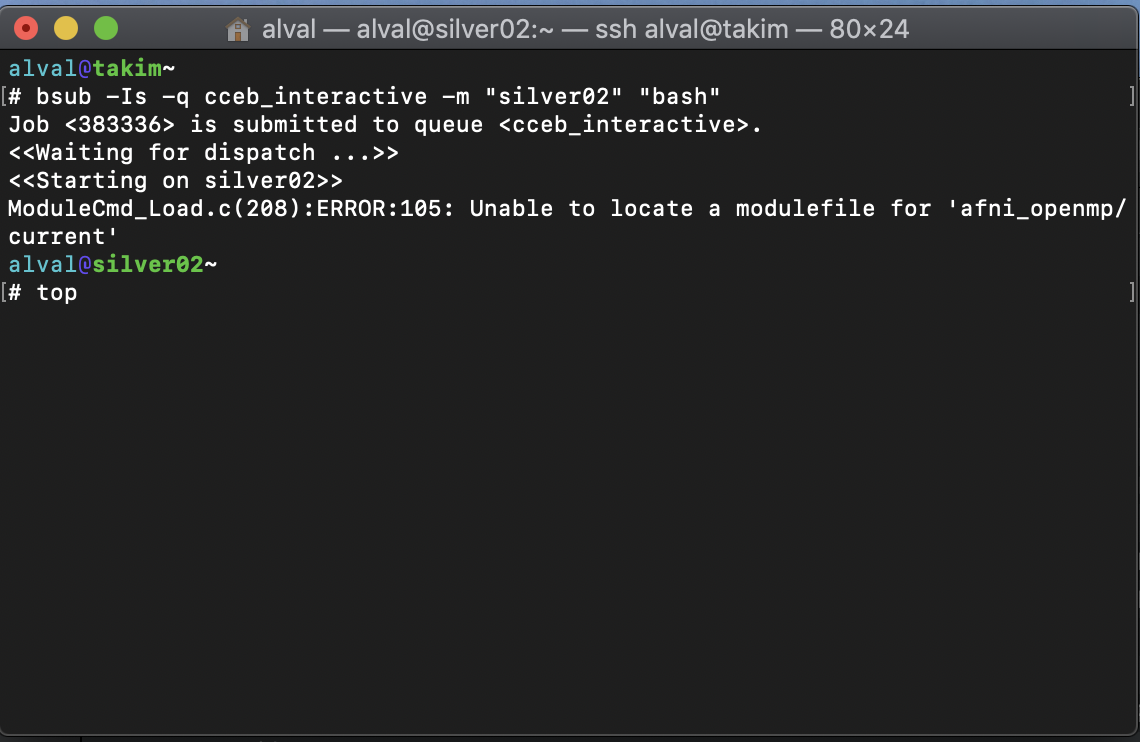 alval — alval@silver02:~ — ssh alval@takim — 80×24
alval@takim~
[# bsub -Is -q cceb_interactive -m "silver02" "bash" ]
Job <383336> is submitted to queue <cceb_interactive>.
<<Waiting for dispatch ...>>
<<Starting on silver02>>
ModuleCmd_Load.c(208):ERROR:105: Unable to locate a modulefile for 'afni_openmp/
current'
alval@silver02~
[# top ]